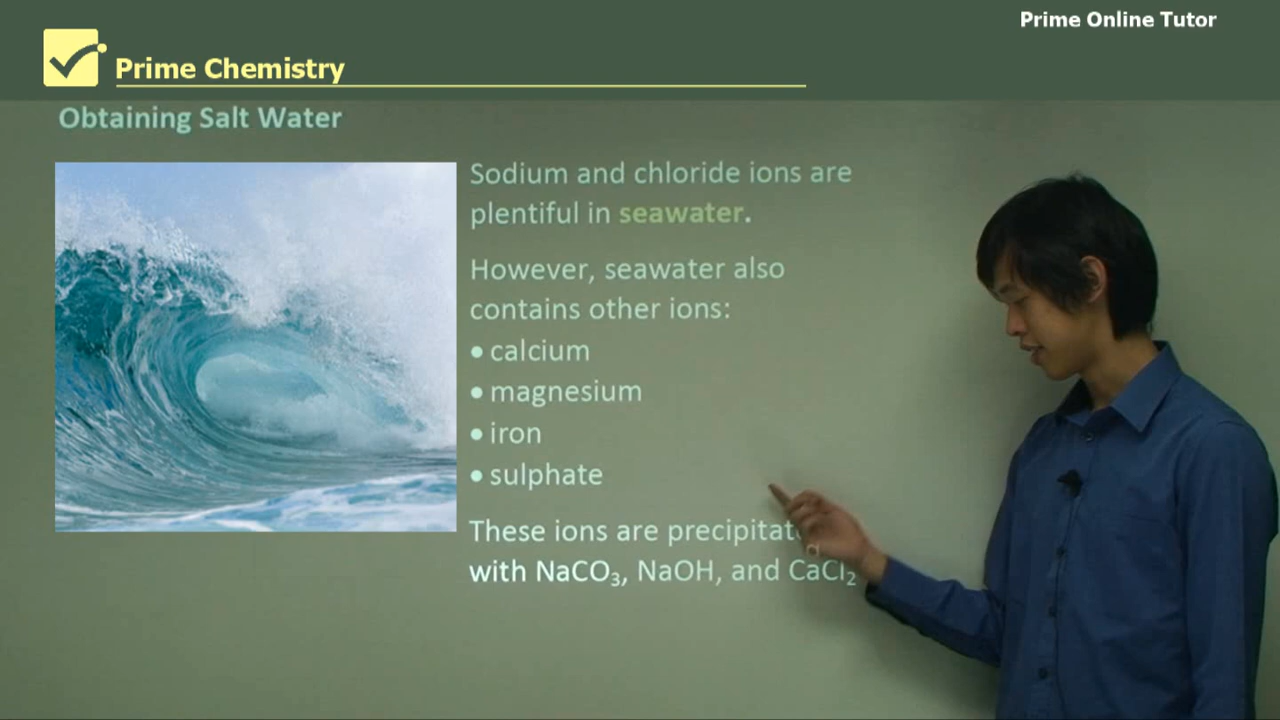 Prime Online Tutor
Prime Chemistry
Obtaining Salt Water
Sodium and chloride ions are
plentiful in seawater.
However, seawater also
contains other ions:
• calcium
• magnesium
• iron
• sulphate
These ions are precipitated
with NaCO₃, NaOH, and CaCl₂